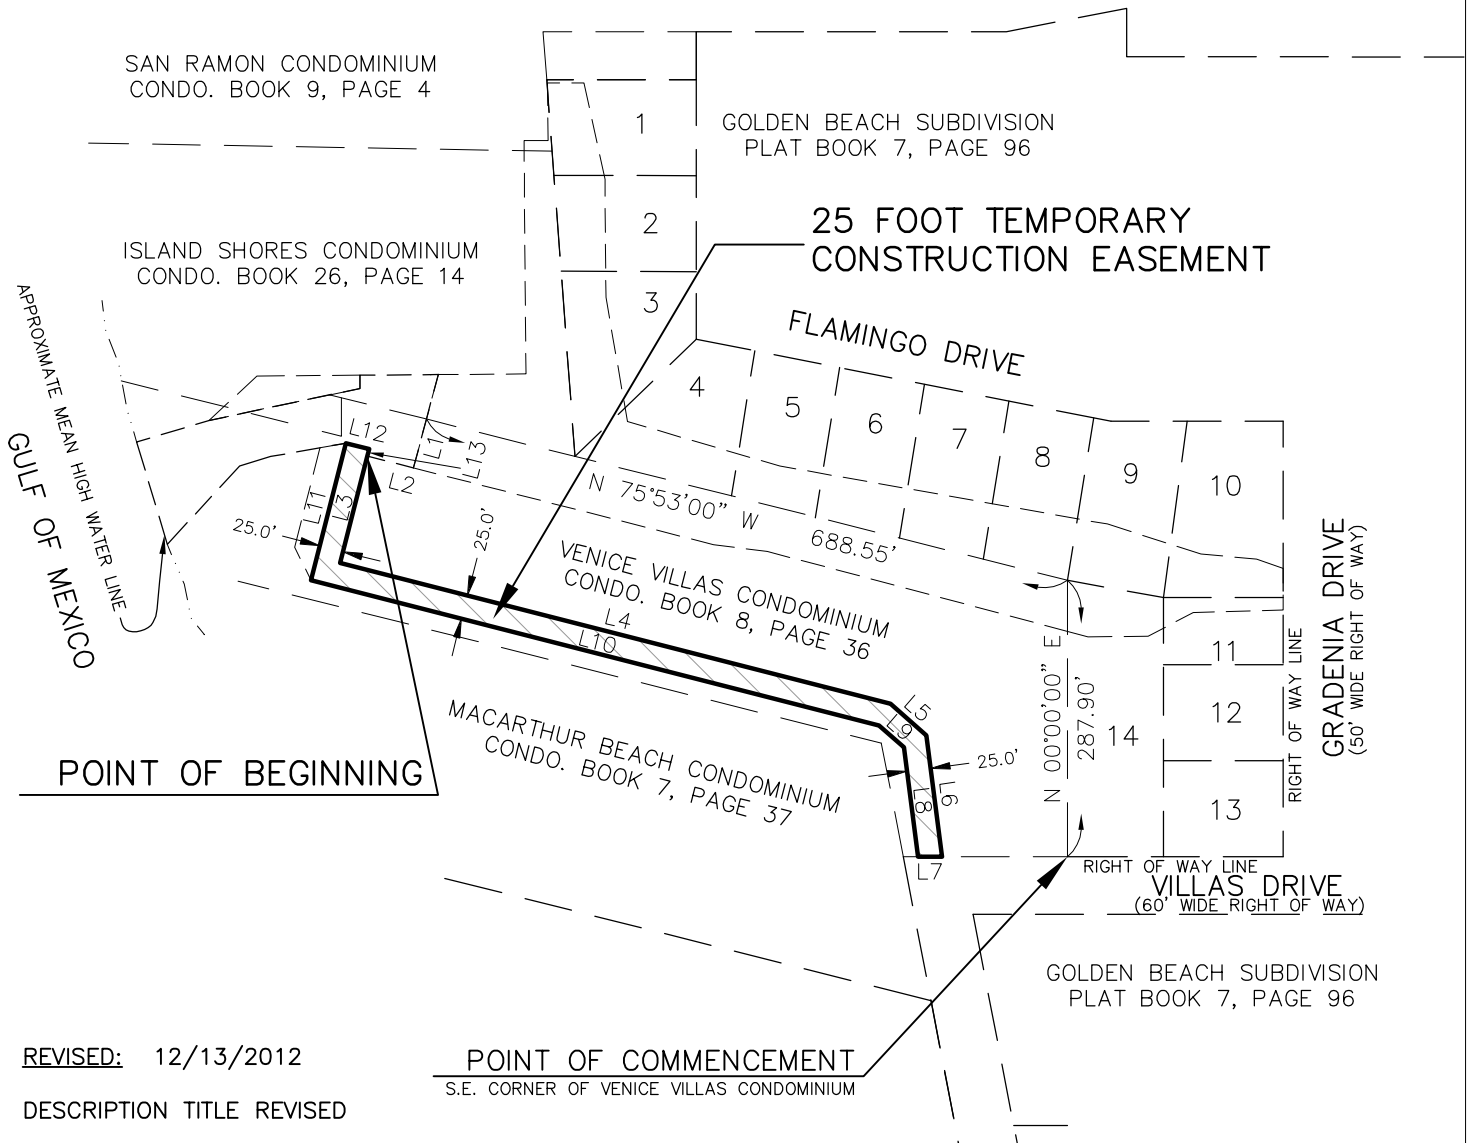 SAN RAMON CONDOMINIUM
CONDO. BOOK 9, PAGE 4
1
GOLDEN BEACH SUBDIVISION
PLAT BOOK 7, PAGE 96
2
25 FOOT TEMPORARY
CONSTRUCTION EASEMENT
ISLAND SHORES CONDOMINIUM
CONDO. BOOK 26, PAGE 14
3
APPROXIMATE MEAN HIGH WATER LINE
GULF OF MEXICO
FLAMINGO DRIVE
4
5
6
7
8
9
10
L12
L1
L13
L2
L11
L3
25.0'
25.0'
N 75°53'00" W
688.55'
VENICE VILLAS CONDOMINIUM
CONDO. BOOK 8, PAGE 36
L4
L10
L5
L9
25.0'
L6
L8
L7
N 00°00'00" E
287.90'
11
12
13
14
RIGHT OF WAY LINE
GRADENIA DRIVE
(50' WIDE RIGHT OF WAY)
MACARTHUR BEACH CONDOMINIUM
CONDO. BOOK 7, PAGE 37
POINT OF BEGINNING
RIGHT OF WAY LINE
VILLAS DRIVE
(60' WIDE RIGHT OF WAY)
GOLDEN BEACH SUBDIVISION
PLAT BOOK 7, PAGE 96
POINT OF COMMENCEMENT
S.E. CORNER OF VENICE VILLAS CONDOMINIUM
REVISED: 12/13/2012
DESCRIPTION TITLE REVISED